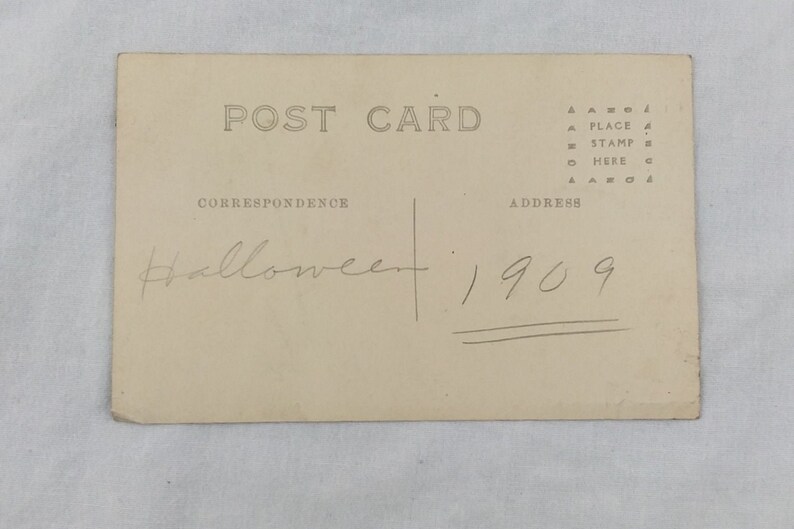 POST CARD
PLACE
STAMP
HERE
CORRESPONDENCE
ADDRESS
Halloween
1909